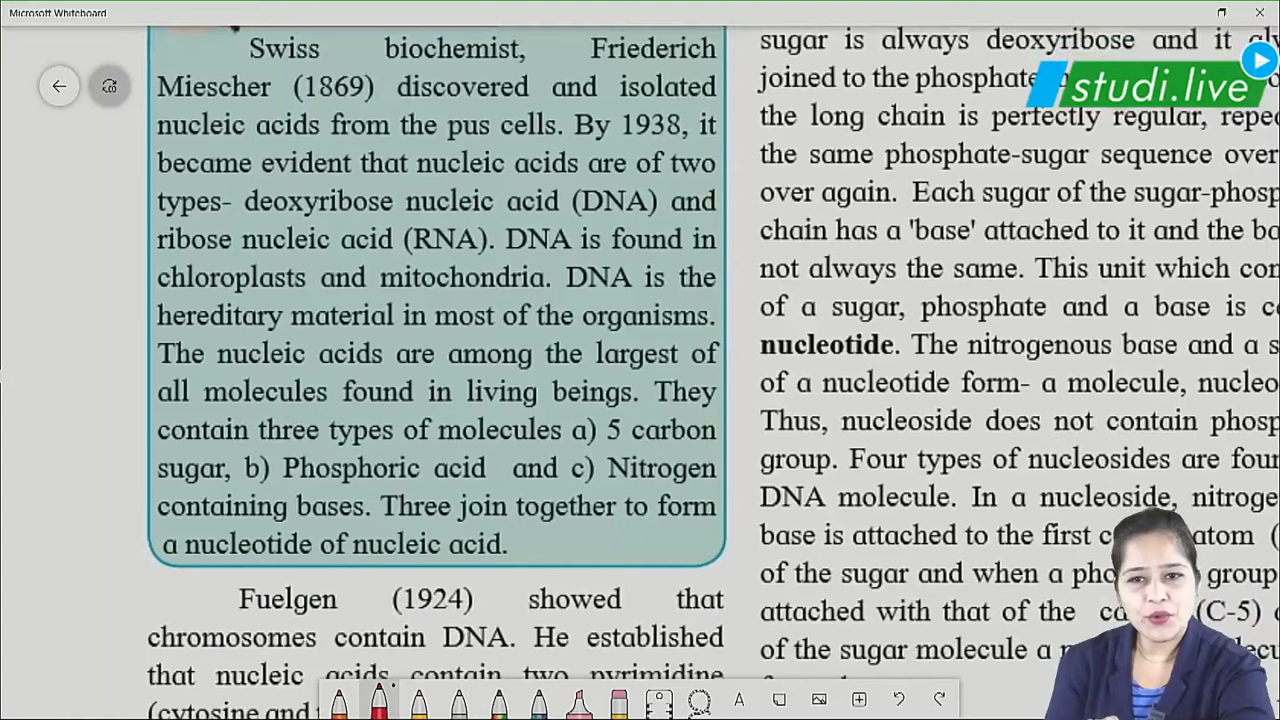 Microsoft Whiteboard
Swiss biochemist, Friederich
Miescher (1869) discovered and isolated
nucleic acids from the pus cells. By 1938, it
became evident that nucleic acids are of two
types- deoxyribose nucleic acid (DNA) and
ribose nucleic acid (RNA). DNA is found in
chloroplasts and mitochondria. DNA is the
hereditary material in most of the organisms.
The nucleic acids are among the largest of
all molecules found in living beings. They
contain three types of molecules a) 5 carbon
sugar, b) Phosphoric acid and c) Nitrogen
containing bases. Three join together to form
a nucleotide of nucleic acid.
Fuelgen (1924) showed that
chromosomes contain DNA. He established
that nucleic acids contain two pyrimidine
(cytosine and
sugar is always deoxyribose and it
joined to the phosphate
the long chain is perfectly regular,
the same phosphate-sugar sequence over
over again. Each sugar of the
chain has a 'base' attached to it and the
not always the same. This unit which
of a sugar, phosphate and a base is
nucleotide. The nitrogenous base and a
of a nucleotide form- a molecule,
Thus, nucleoside does not contain
group. Four types of nucleosides are
DNA molecule. In a nucleoside,
base is attached to the first atom
of the sugar and when a group
attached with that of the (C-5)
of the sugar molecule a
studi.live